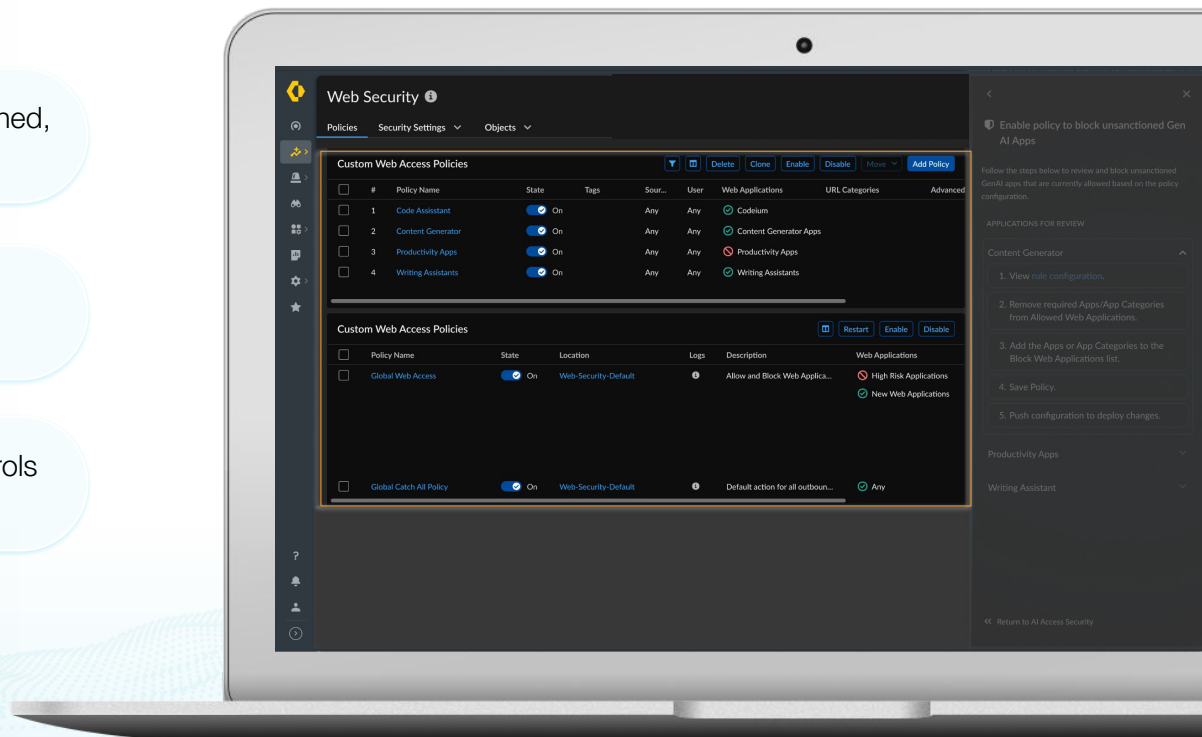 ned,
rols
Web Security
Policies Security Settings Objects
Custom Web Access Policies
Delete Clone Enable Disable Move Add Policy
# Policy Name State Tags Sour... User Web Applications URL Categories Advanced
1 Code Assisstant On Any Any Codeium
2 Content Generator On Any Any Content Generator Apps
3 Productivity Apps On Any Any Productivity Apps
4 Writing Assistants On Any Any Writing Assistants
Custom Web Access Policies
Restart Enable Disable
Policy Name State Location Logs Description Web Applications
Global Web Access On Web-Security-Default Allow and Block Web Applica... High Risk Applications
New Web Applications
Global Catch All Policy On Web-Security-Default Default action for all outboun... Any
Enable policy to block unsanctioned Gen
AI Apps
Follow the steps below to review and block unsanctioned
GenAI apps that are currently allowed based on the policy
configuration.
APPLICATIONS FOR REVIEW
Content Generator
1. View rule configuration.
2. Remove required Apps/App Categories
from Allowed Web Applications.
3. Add the Apps or App Categories to the
Block Web Applications list.
4. Save Policy.
5. Push configuration to deploy changes.
Productivity Apps
Writing Assistant
Return to AI Access Security